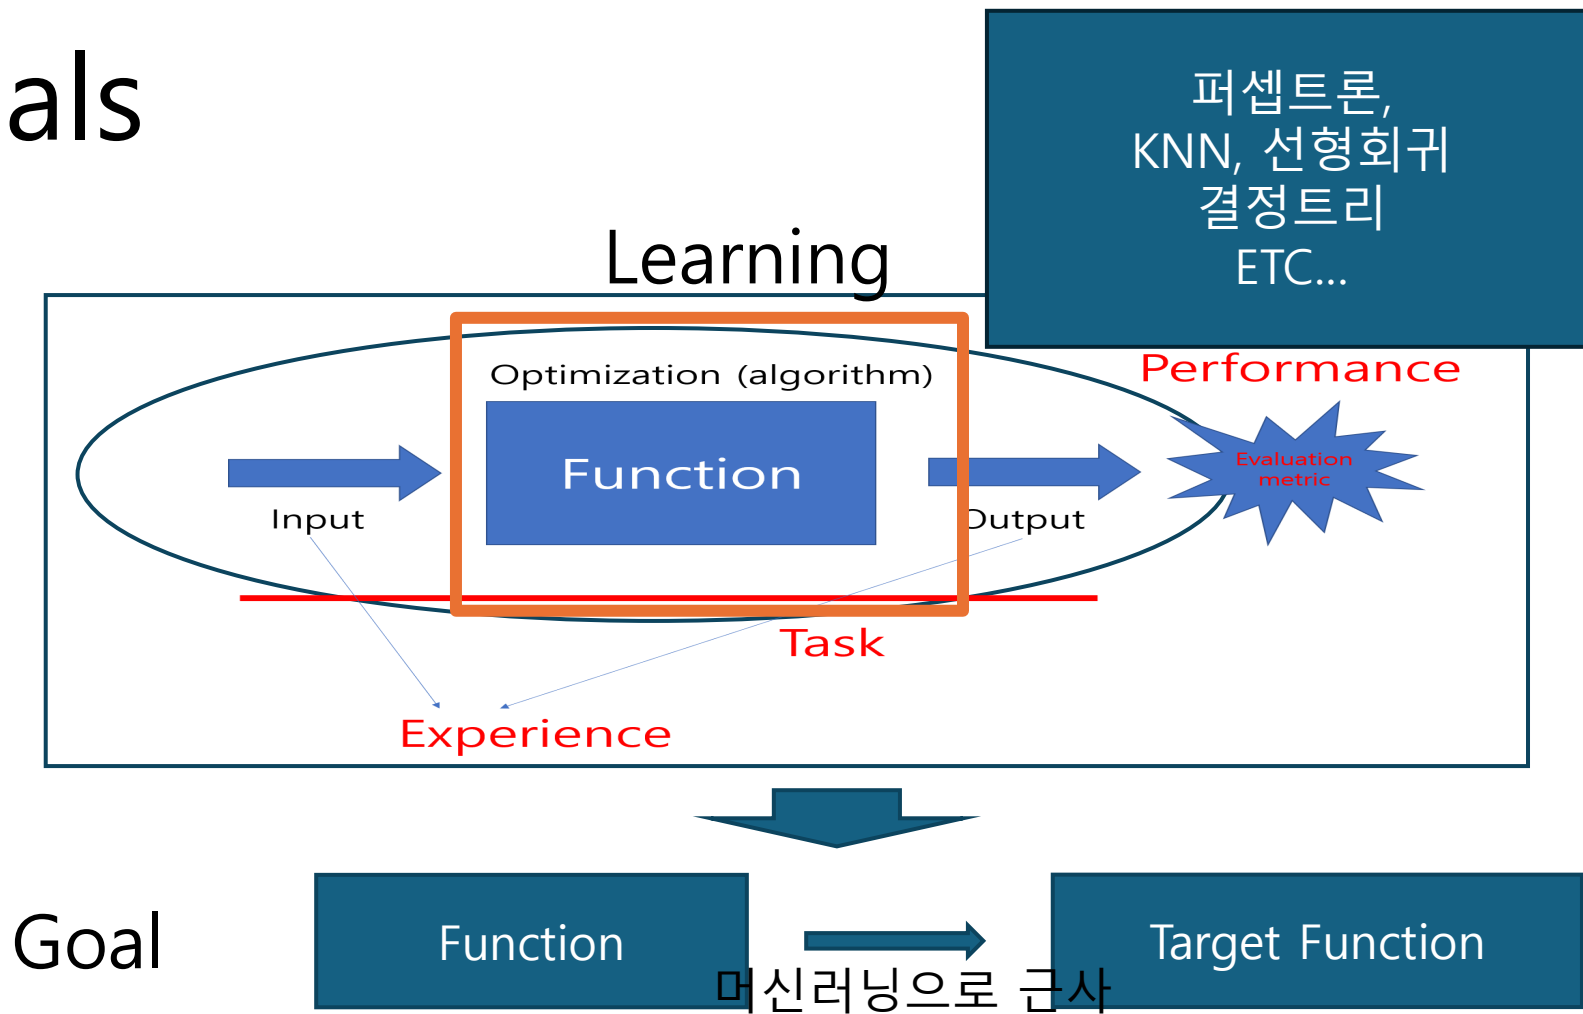 als
퍼셉트론,
KNN, 선형회귀
결정트리
ETC...
Learning
Optimization (algorithm)
Performance
Function
Evaluation
metric
Input
Output
Task
Experience
Goal
Function
Target Function
머신러닝으로 근사